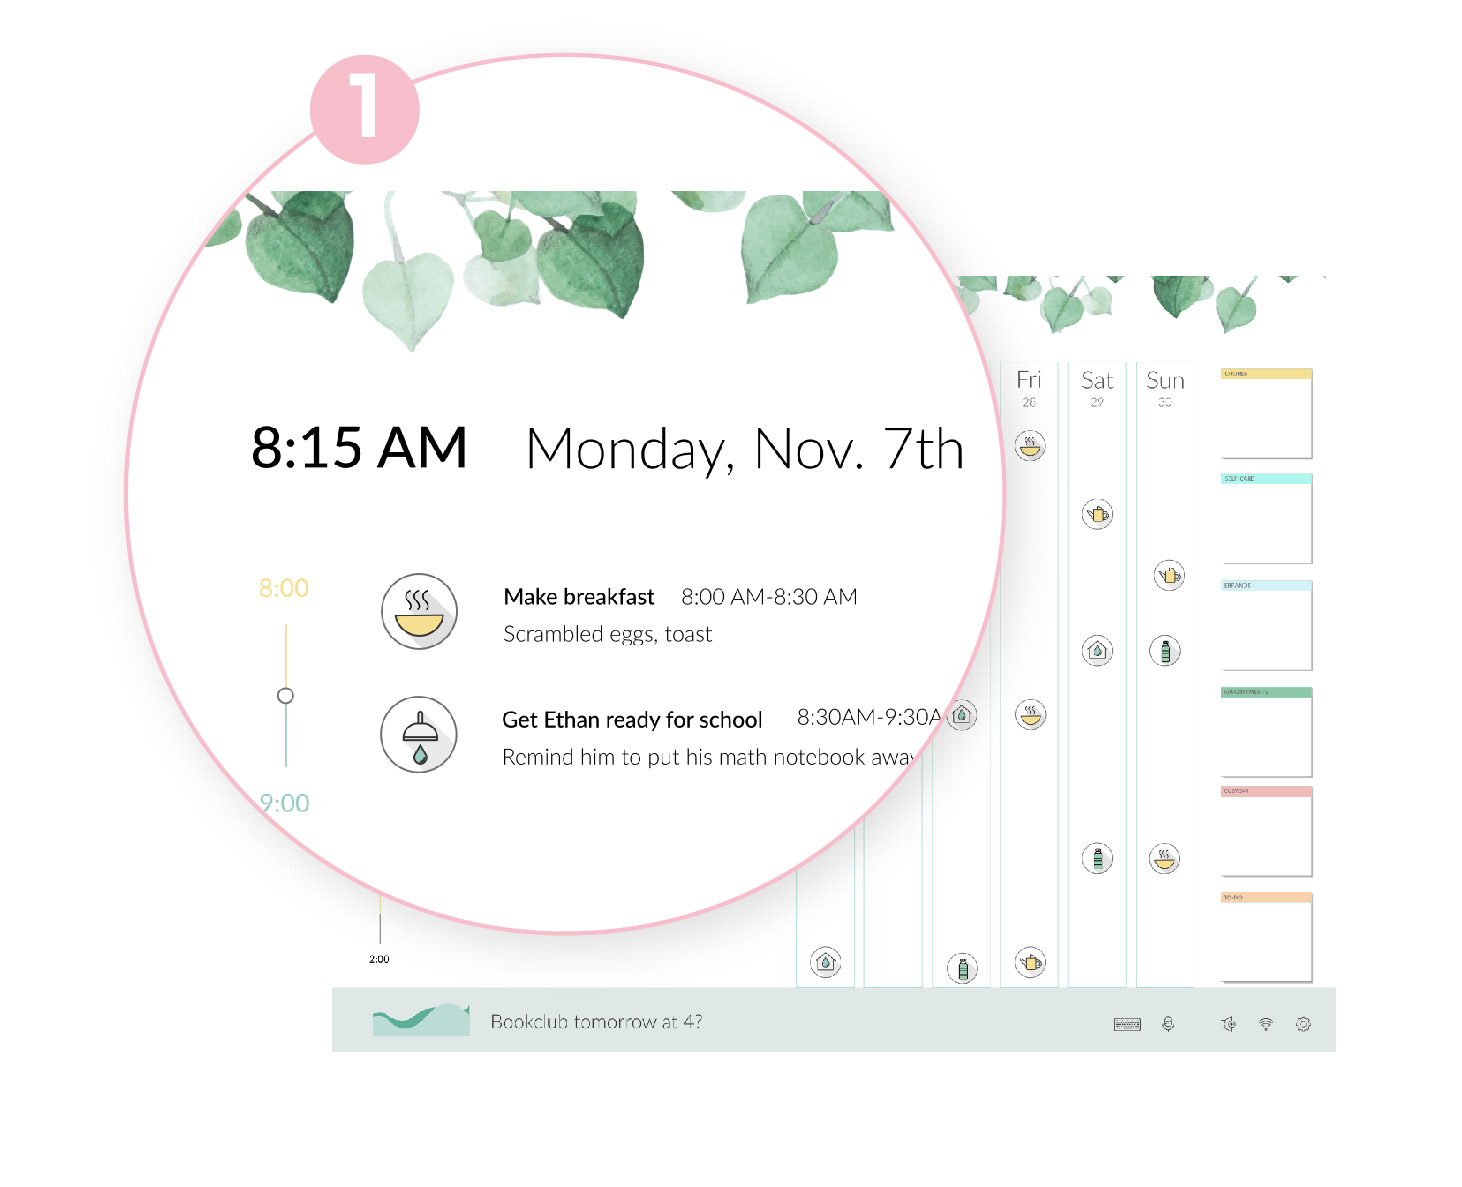 1
8:15 AM Monday, Nov. 7th
8:00
Make breakfast 8:00 AM-8:30 AM
Scrambled eggs, toast
Get Ethan ready for school 8:30AM-9:30A
Remind him to put his math notebook away
9:00
2:00
Fri
28
Sat
29
Sun
30
CHORES
SELF CARE
ERRANDS
APPOINTMENTS
CUSTOM
TO-DO
Bookclub tomorrow at 4?